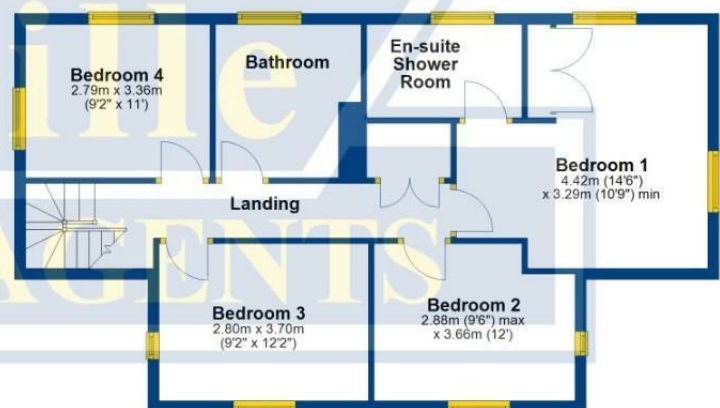 Bedroom 4
2.79m x 3.36m
(9'2" x 11')
Bathroom
En-suite
Shower
Room
Bedroom 1
4.42m (14'6")
x 3.29m (10'9") min
Landing
Bedroom 3
2.80m x 3.70m
(9'2" x 12'2")
Bedroom 2
2.88m (9'6") max
x 3.66m (12')
ille
AGENTS